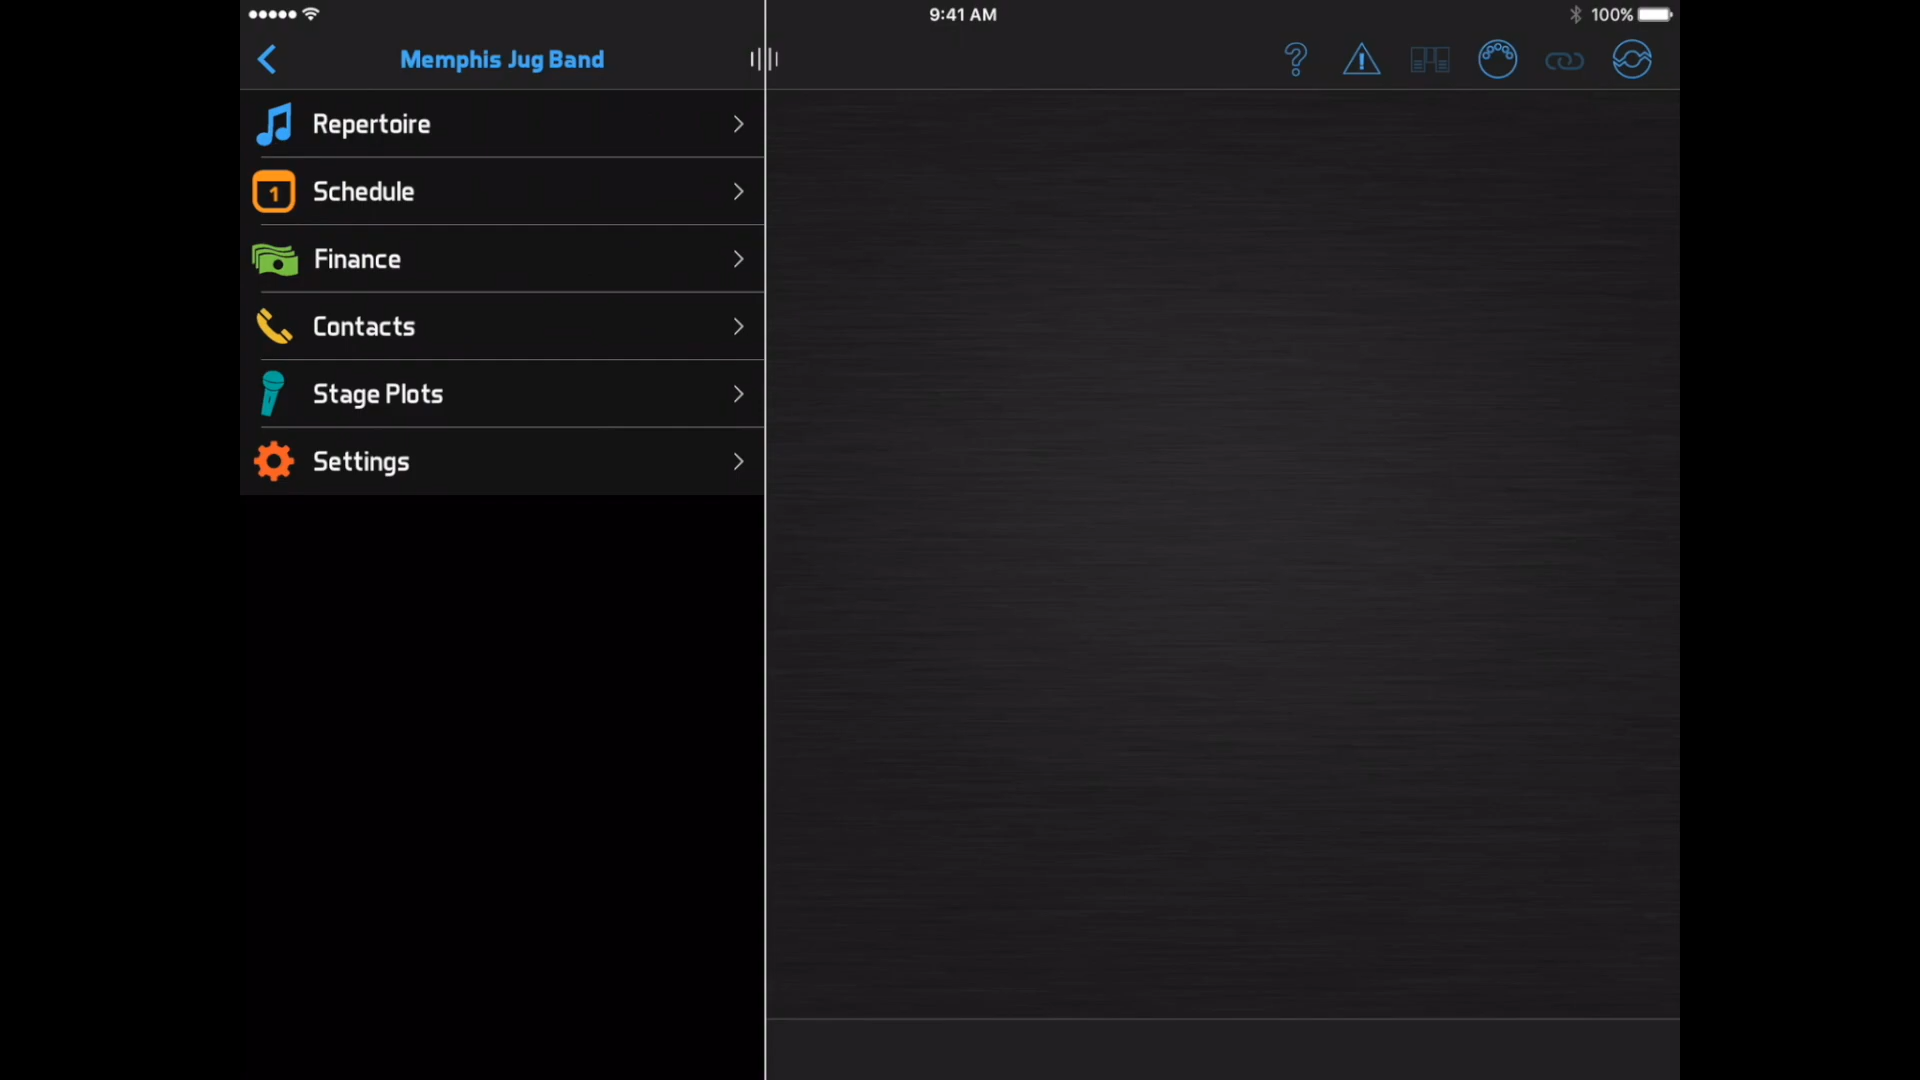 9:41 AM
100%
Memphis Jug Band
Repertoire
1
Schedule
Finance
Contacts
Stage Plots
Settings